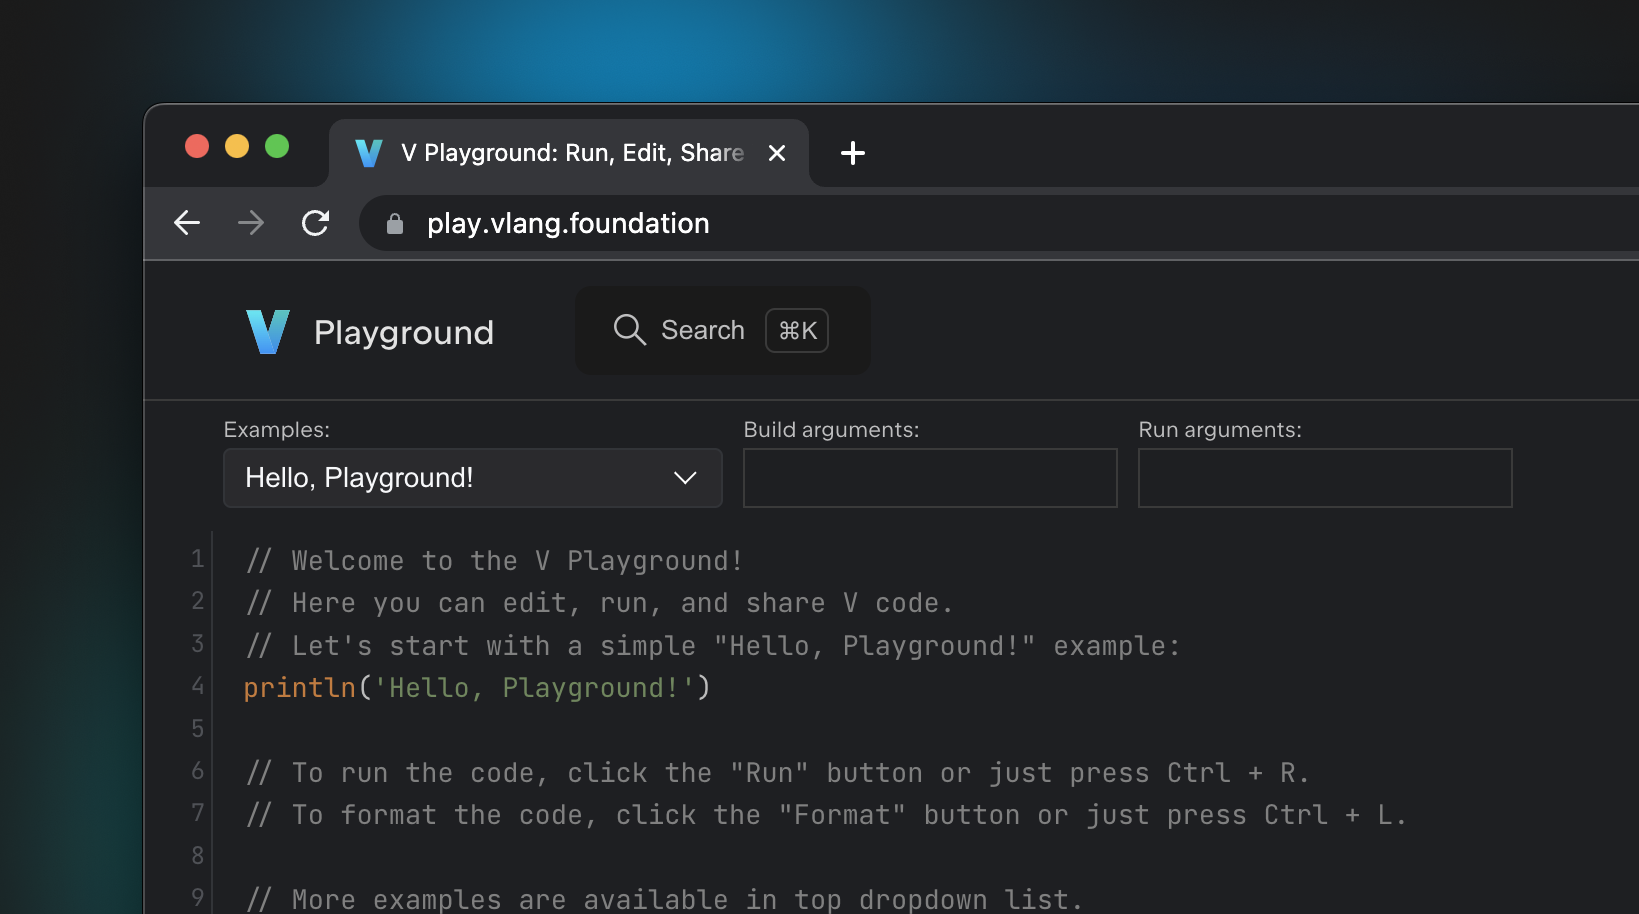 V Playground: Run, Edit, Share
play.vlang.foundation
V Playground
Search ⌘K
Examples: Build arguments: Run arguments:
Hello, Playground!
1 // Welcome to the V Playground!
2 // Here you can edit, run, and share V code.
3 // Let's start with a simple "Hello, Playground!" example:
4 println('Hello, Playground!')
5
6 // To run the code, click the "Run" button or just press Ctrl + R.
7 // To format the code, click the "Format" button or just press Ctrl + L.
8
9 // More examples are available in top dropdown list.